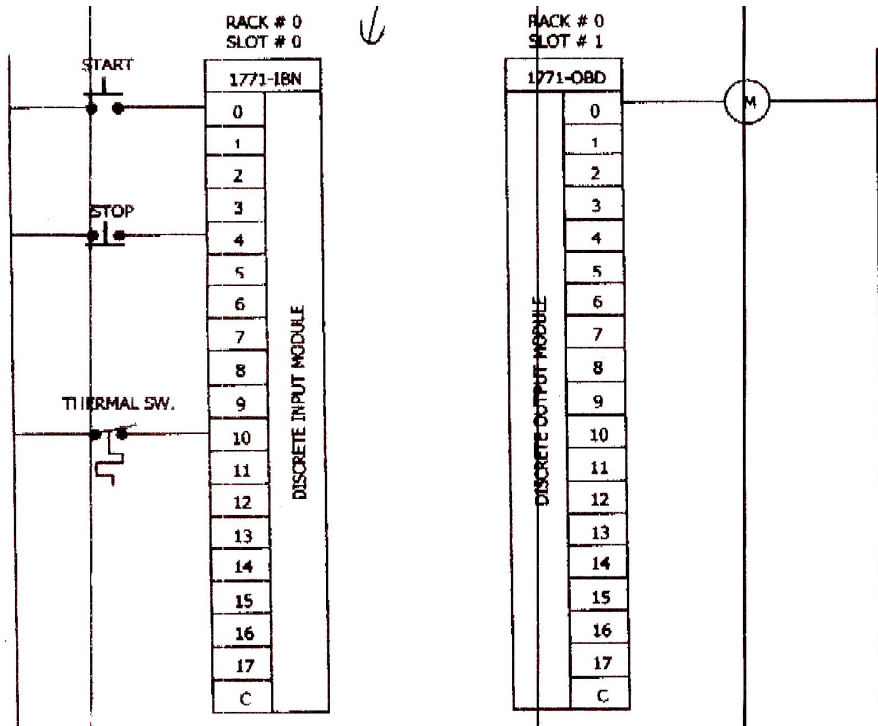 RACK # 0
SLOT # 0
START
1771-IBN
0
1
2
3
STOP
4
5
6
7
8
9
THERMAL SW.
10
11
12
13
14
15
16
17
C
DISCRETE INPUT MODULE
RACK # 0
SLOT # 1
1771-OBD
0
1
2
3
4
5
6
7
8
9
10
11
12
13
14
15
16
17
C
DISCRETE OUTPUT MODULE
M